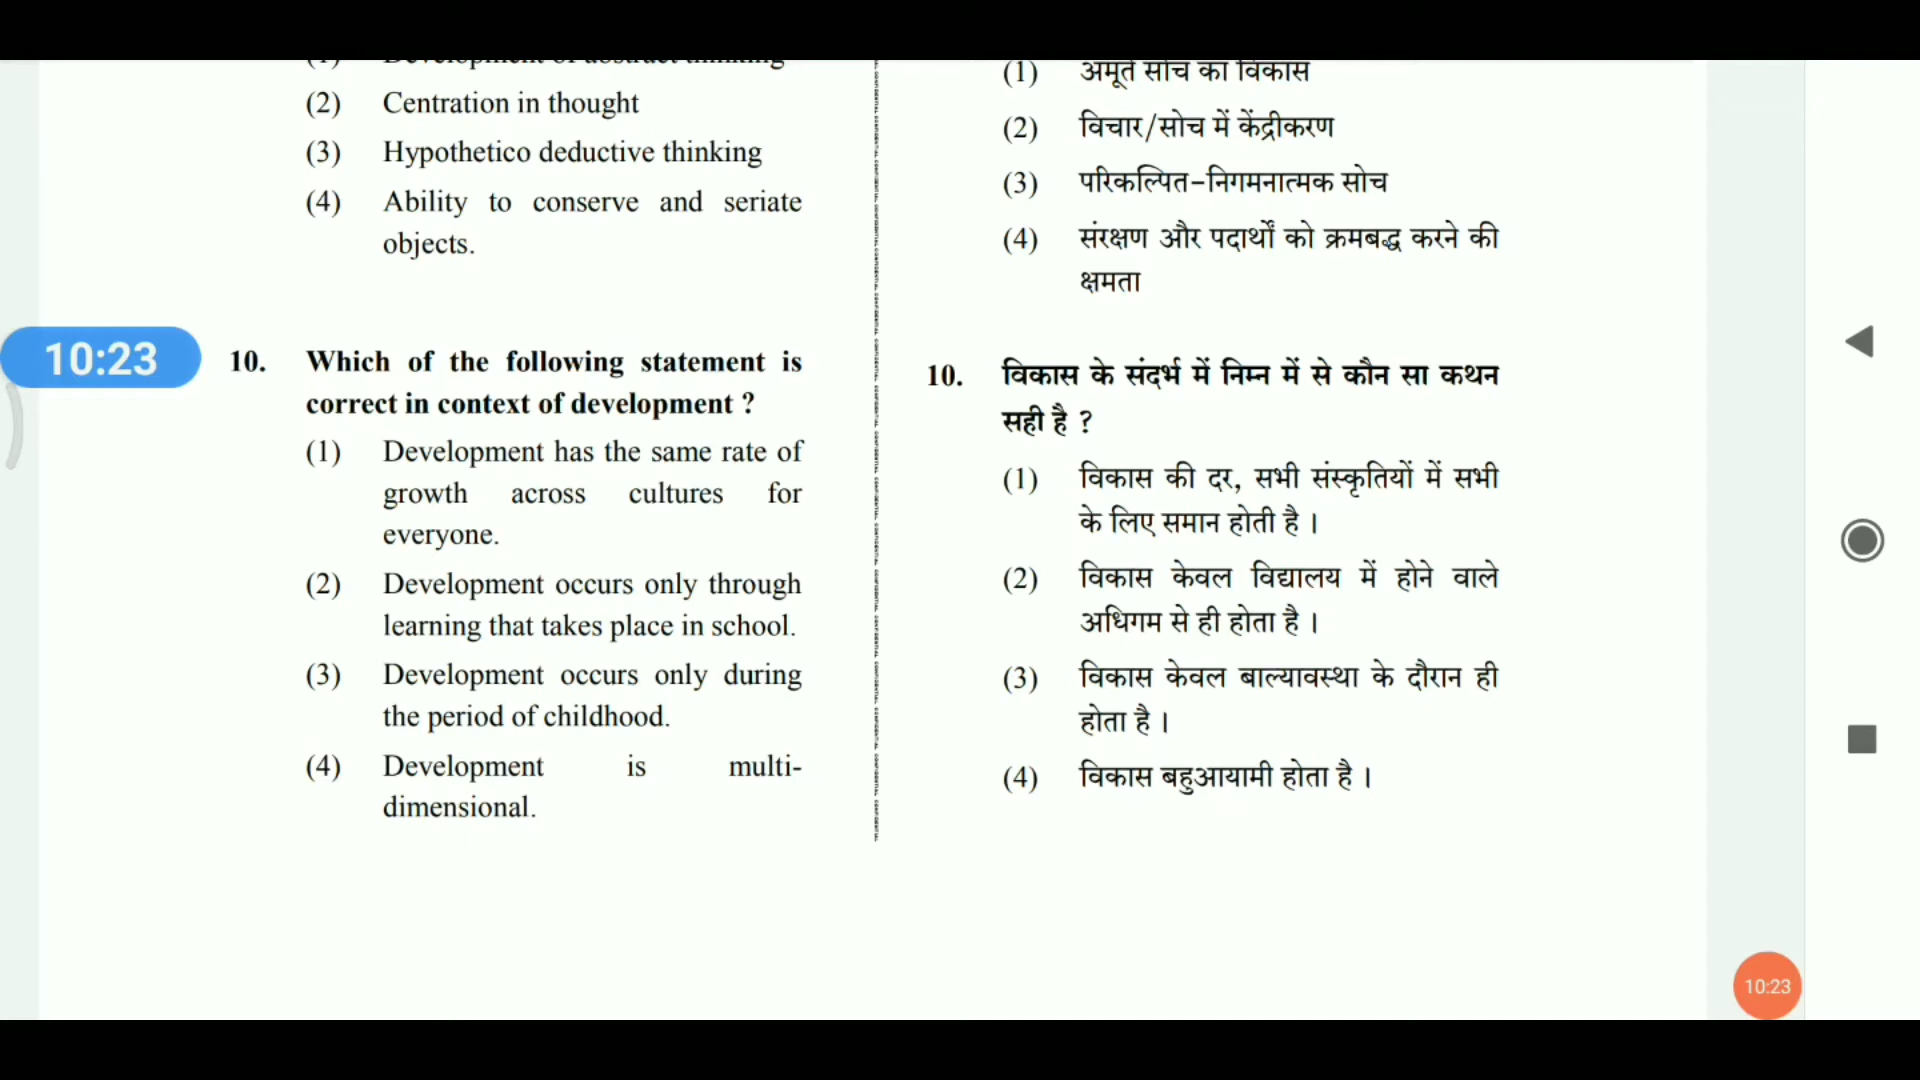 (1) Development of abstract thinking
(2) Centration in thought
(3) Hypothetico deductive thinking
(4) Ability to conserve and seriate
objects.
10:23
10. Which of the following statement is
correct in context of development ?
(1) Development has the same rate of
growth across cultures for
everyone.
(2) Development occurs only through
learning that takes place in school.
(3) Development occurs only during
the period of childhood.
(4) Development is multi-
dimensional.
(1) अमूर्त सोच का विकास
(2) विचार/सोच में केंद्रीकरण
(3) परिकल्पित-निगमनात्मक सोच
(4) संरक्षण और पदार्थों को क्रमबद्ध करने की
क्षमता
10. विकास के संदर्भ में निम्न में से कौन सा कथन
सही है ?
(1) विकास की दर, सभी संस्कृतियों में सभी
के लिए समान होती है ।
(2) विकास केवल विद्यालय में होने वाले
अधिगम से ही होता है ।
(3) विकास केवल बाल्यावस्था के दौरान ही
होता है ।
(4) विकास बहुआयामी होता है ।
10:23